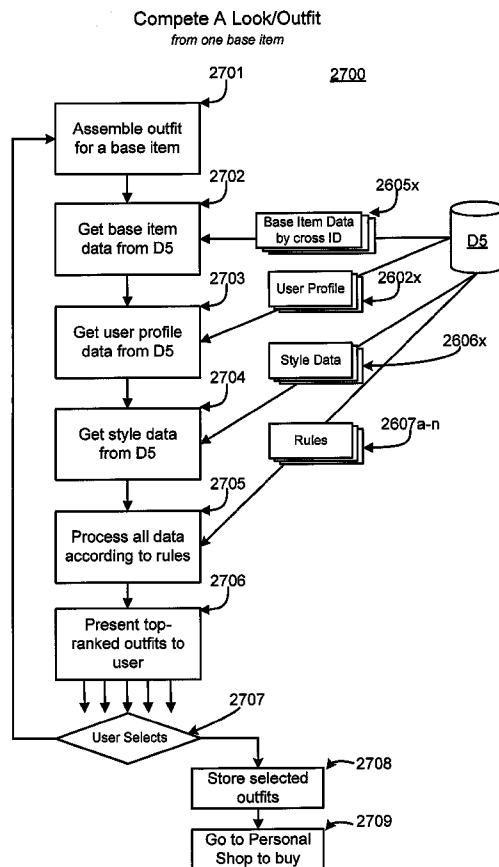 Compete A Look/Outfit
from one base item
2700
2701
Assemble outfit
for a base item
2702
Get base item
data from D5
2605x
Base Item Data
by cross ID
D5
2703
Get user profile
data from D5
User Profile
2602x
2704
Get style data
from D5
Style Data
2606x
2705
Process all data
according to rules
Rules
2607a-n
2706
Present top-
ranked outfits to
user
2707
User Selects
2708
Store selected
outfits
2709
Go to Personal
Shop to buy